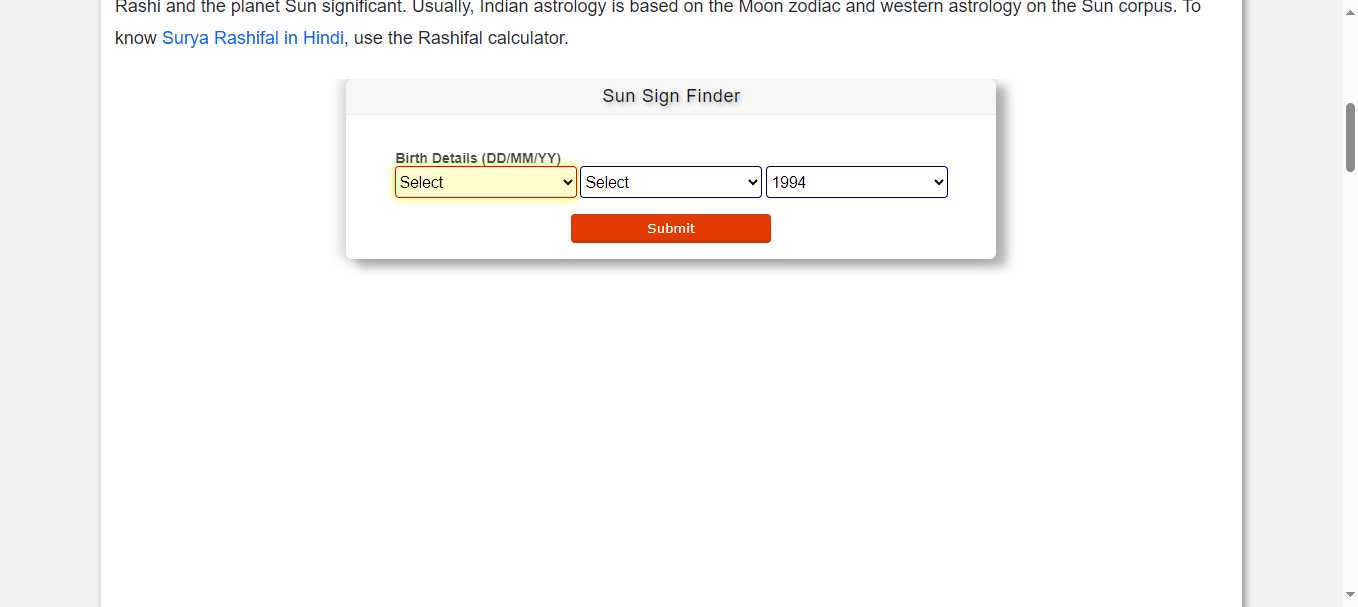 Rashi and the planet Sun significant. Usually, Indian astrology is based on the Moon zodiac and western astrology on the Sun corpus. To
know Surya Rashifal in Hindi, use the Rashifal calculator.
Sun Sign Finder
Birth Details (DD/MM/YY)
Select Select 1994
Submit